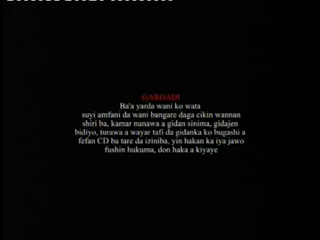 GARGADI
Ba'a yarda wani ko wata
suyi amfani da wani bangare daga cikin wannan
shiri ba, kamar nunawa a gidan sinima, gidajen
bidiyo, turawa a wayar tafi da gidanka ko bugashi a
fefan CD ba tare da iziniba, yin hakan ka iya jawo
fushin hukuma, don haka a kiyaye